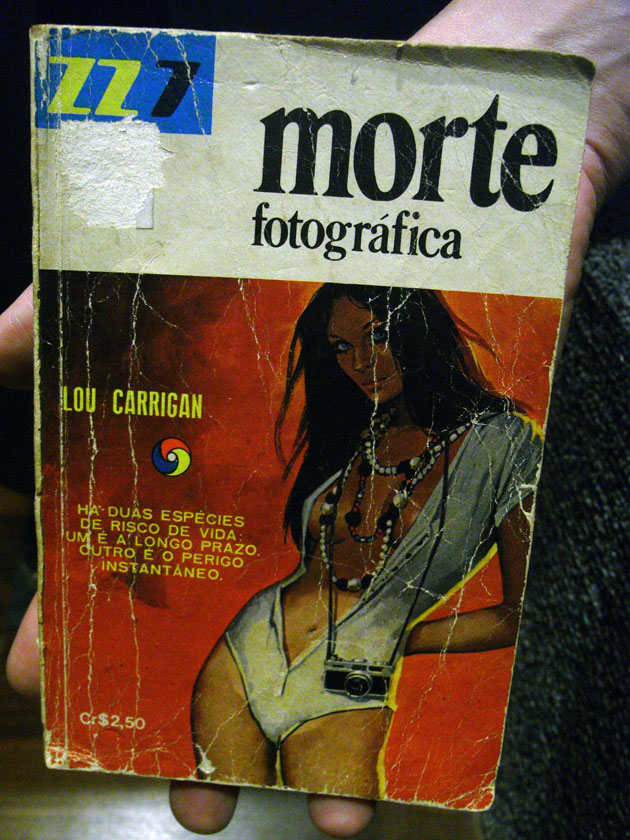 ZZ7
morte
fotográfica
LOU CARRIGAN
HÁ DUAS ESPÉCIES
DE RISCO DE VIDA:
UM É A LONGO PRAZO.
OUTRO É O PERIGO
INSTANTÂNEO.
Cr$2,50